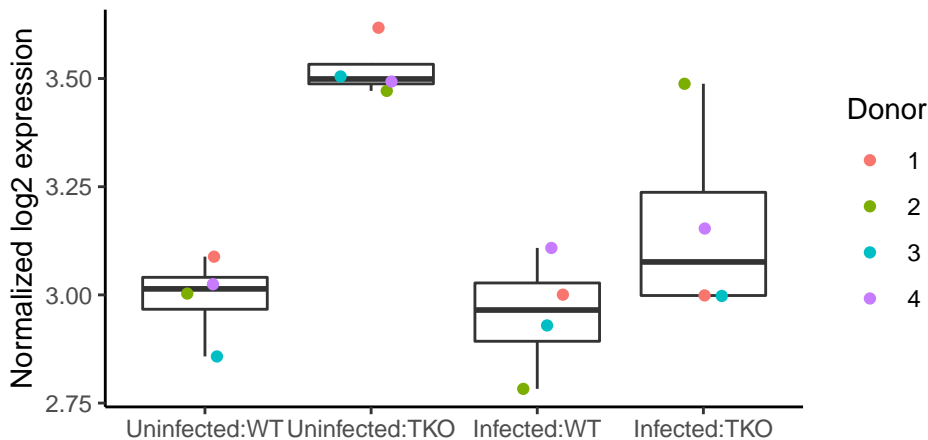 Normalized log2 expression
3.50
3.25
3.00
2.75
Uninfected:WT
Uninfected:TKO
Infected:WT
Infected:TKO
Donor
1
2
3
4